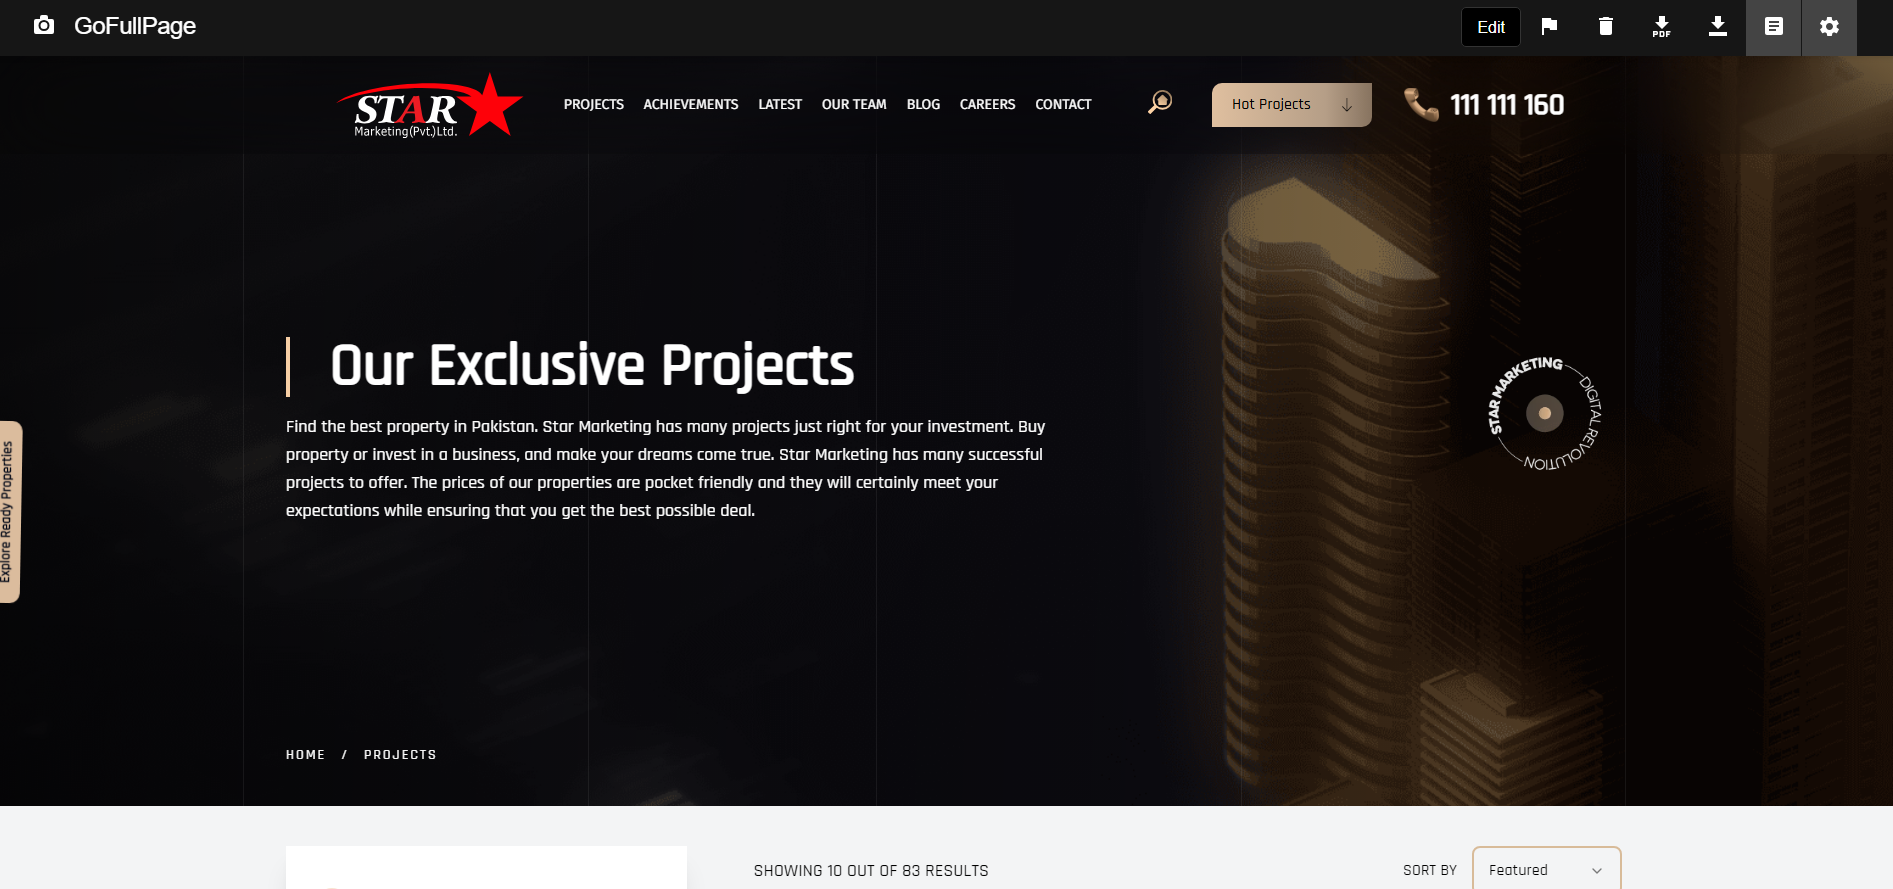 GoFullPage
Edit
PDF
STAR
Marketing(Pvt.)Ltd.
PROJECTS
ACHIEVEMENTS
LATEST
OUR TEAM
BLOG
CAREERS
CONTACT
Hot Projects
111 111 160
Our Exclusive Projects
Find the best property in Pakistan. Star Marketing has many projects just right for your investment. Buy
property or invest in a business, and make your dreams come true. Star Marketing has many successful
projects to offer. The prices of our properties are pocket friendly and they will certainly meet your
expectations while ensuring that you get the best possible deal.
STAR MARKETING
DIGITAL REVOLUTION
Explore Ready Properties
HOME / PROJECTS
SHOWING 10 OUT OF 83 RESULTS
SORT BY
Featured